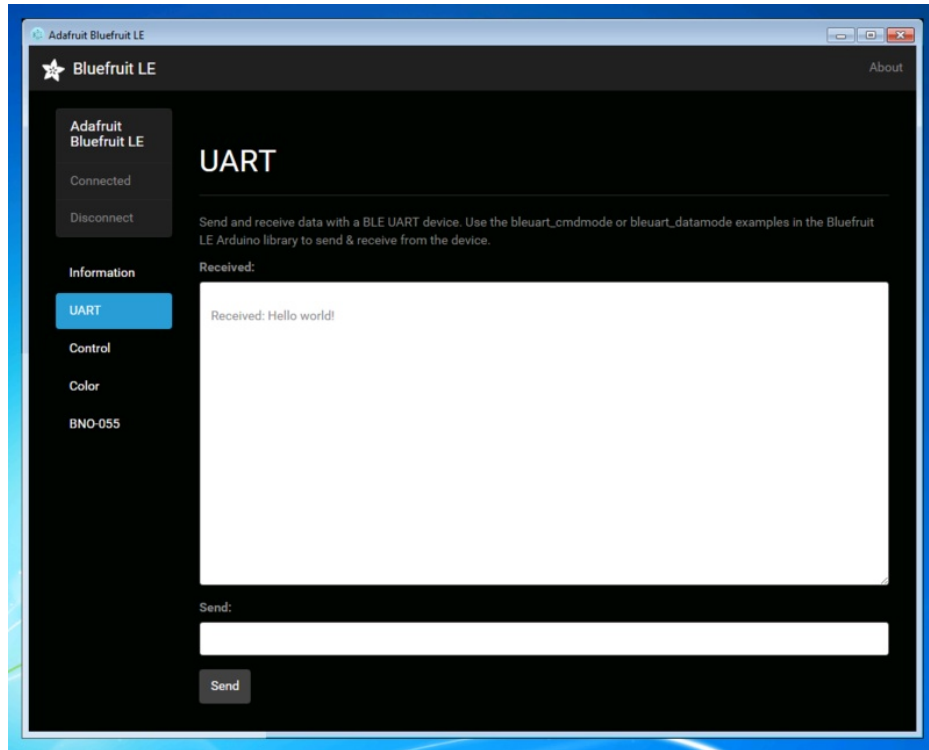 Adafruit Bluefruit LE
Bluefruit LE
About
Adafruit
Bluefruit LE
Connected
Disconnect
Information
UART
Control
Color
BNO-055
UART
Send and receive data with a BLE UART device. Use the bleuart_cmdmode or bleuart_datamode examples in the Bluefruit
LE Arduino library to send & receive from the device.
Received:
Received: Hello world!
Send:
Send